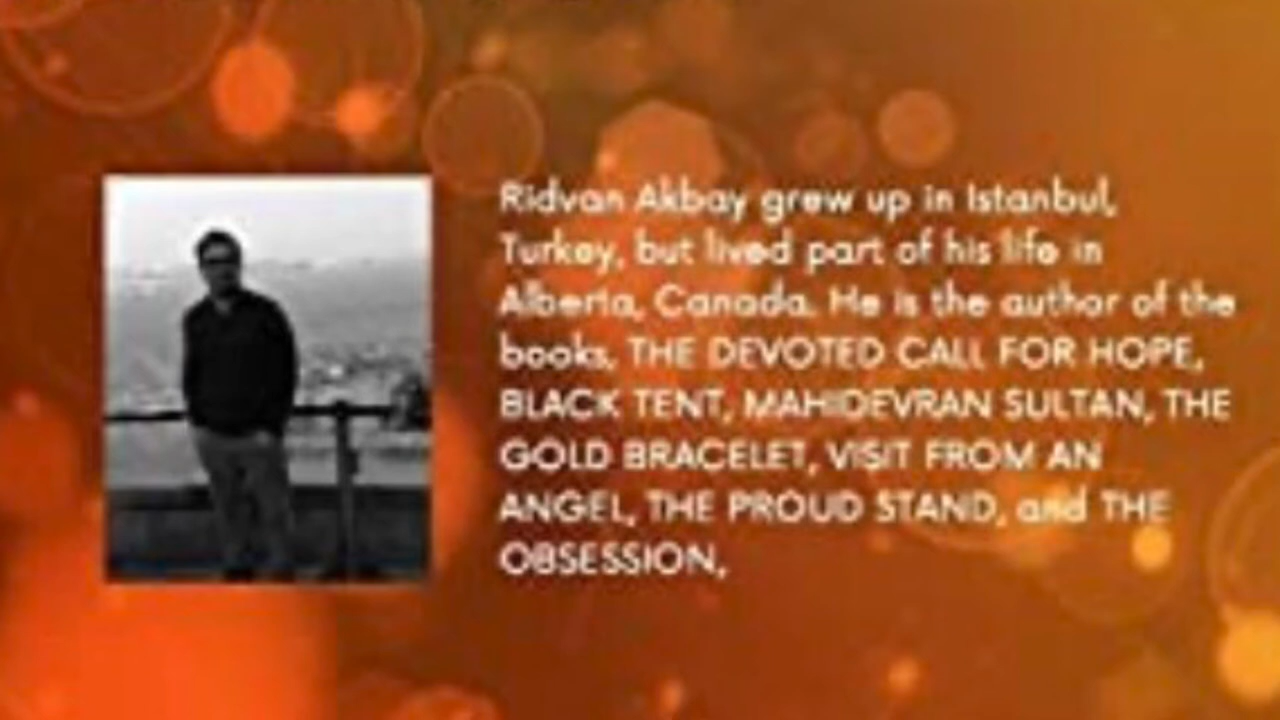 Ridvan Akbay grew up in Istanbul,
Turkey, but lived part of his life in
Alberta, Canada. He is the author of the
books, THE DEVOTED CALL FOR HOPE,
BLACK TENT, MAHIDEVRAN SULTAN, THE
GOLD BRACELET, VISIT FROM AN
ANGEL, THE PROUD STAND, and THE
OBSESSION,